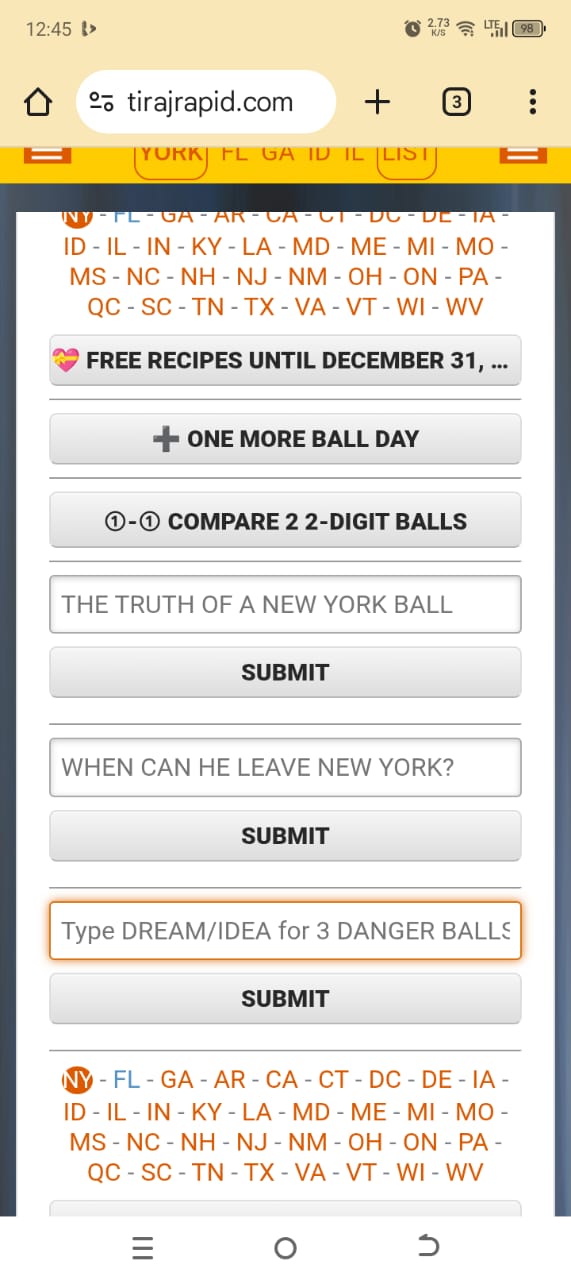 12:45
2.73 K/S LTE 98
tirajrapid.com
3
YORK FL GA ID IL LIST
NY - FL - GA - AR - CA - CT - DC - DE - IA -
ID - IL - IN - KY - LA - MD - ME - MI - MO -
MS - NC - NH - NJ - NM - OH - ON - PA -
QC - SC - TN - TX - VA - VT - WI - WV
💝 FREE RECIPES UNTIL DECEMBER 31, ...
➕ ONE MORE BALL DAY
①-① COMPARE 2 2-DIGIT BALLS
THE TRUTH OF A NEW YORK BALL
SUBMIT
WHEN CAN HE LEAVE NEW YORK?
SUBMIT
Type DREAM/IDEA for 3 DANGER BALLS
SUBMIT
NY - FL - GA - AR - CA - CT - DC - DE - IA -
ID - IL - IN - KY - LA - MD - ME - MI - MO -
MS - NC - NH - NJ - NM - OH - ON - PA -
QC - SC - TN - TX - VA - VT - WI - WV